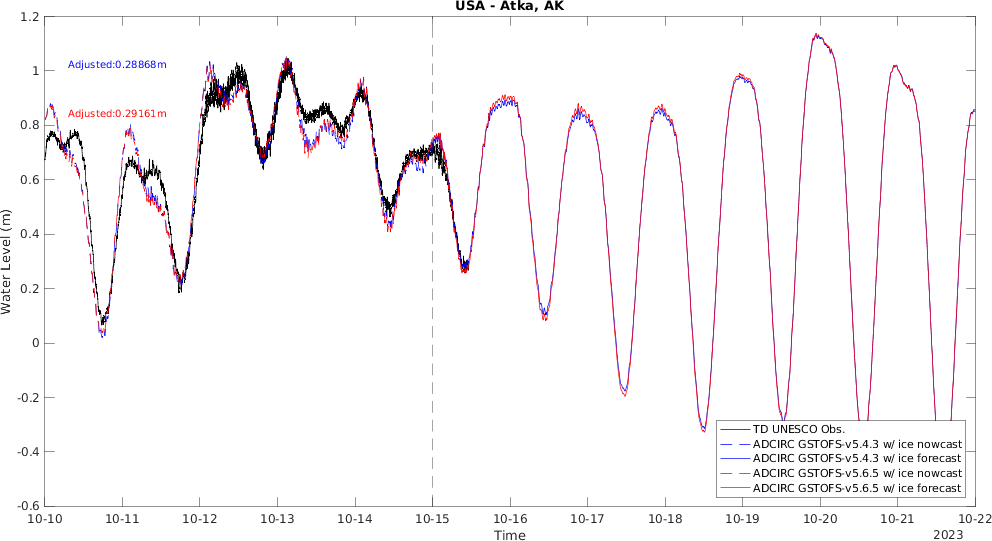 USA - Atka, AK
Adjusted:0.28868m
Adjusted:0.29161m
Water Level (m)
1.2
1
0.8
0.6
0.4
0.2
0
-0.2
-0.4
-0.6
TD UNESCO Obs.
ADCIRC GSTOFS-v5.4.3 w/ ice nowcast
ADCIRC GSTOFS-v5.4.3 w/ ice forecast
ADCIRC GSTOFS-v5.6.5 w/ ice nowcast
ADCIRC GSTOFS-v5.6.5 w/ ice forecast
10-10 10-11 10-12 10-13 10-14 10-15 10-16 10-17 10-18 10-19 10-20 10-21 10-22
Time
2023